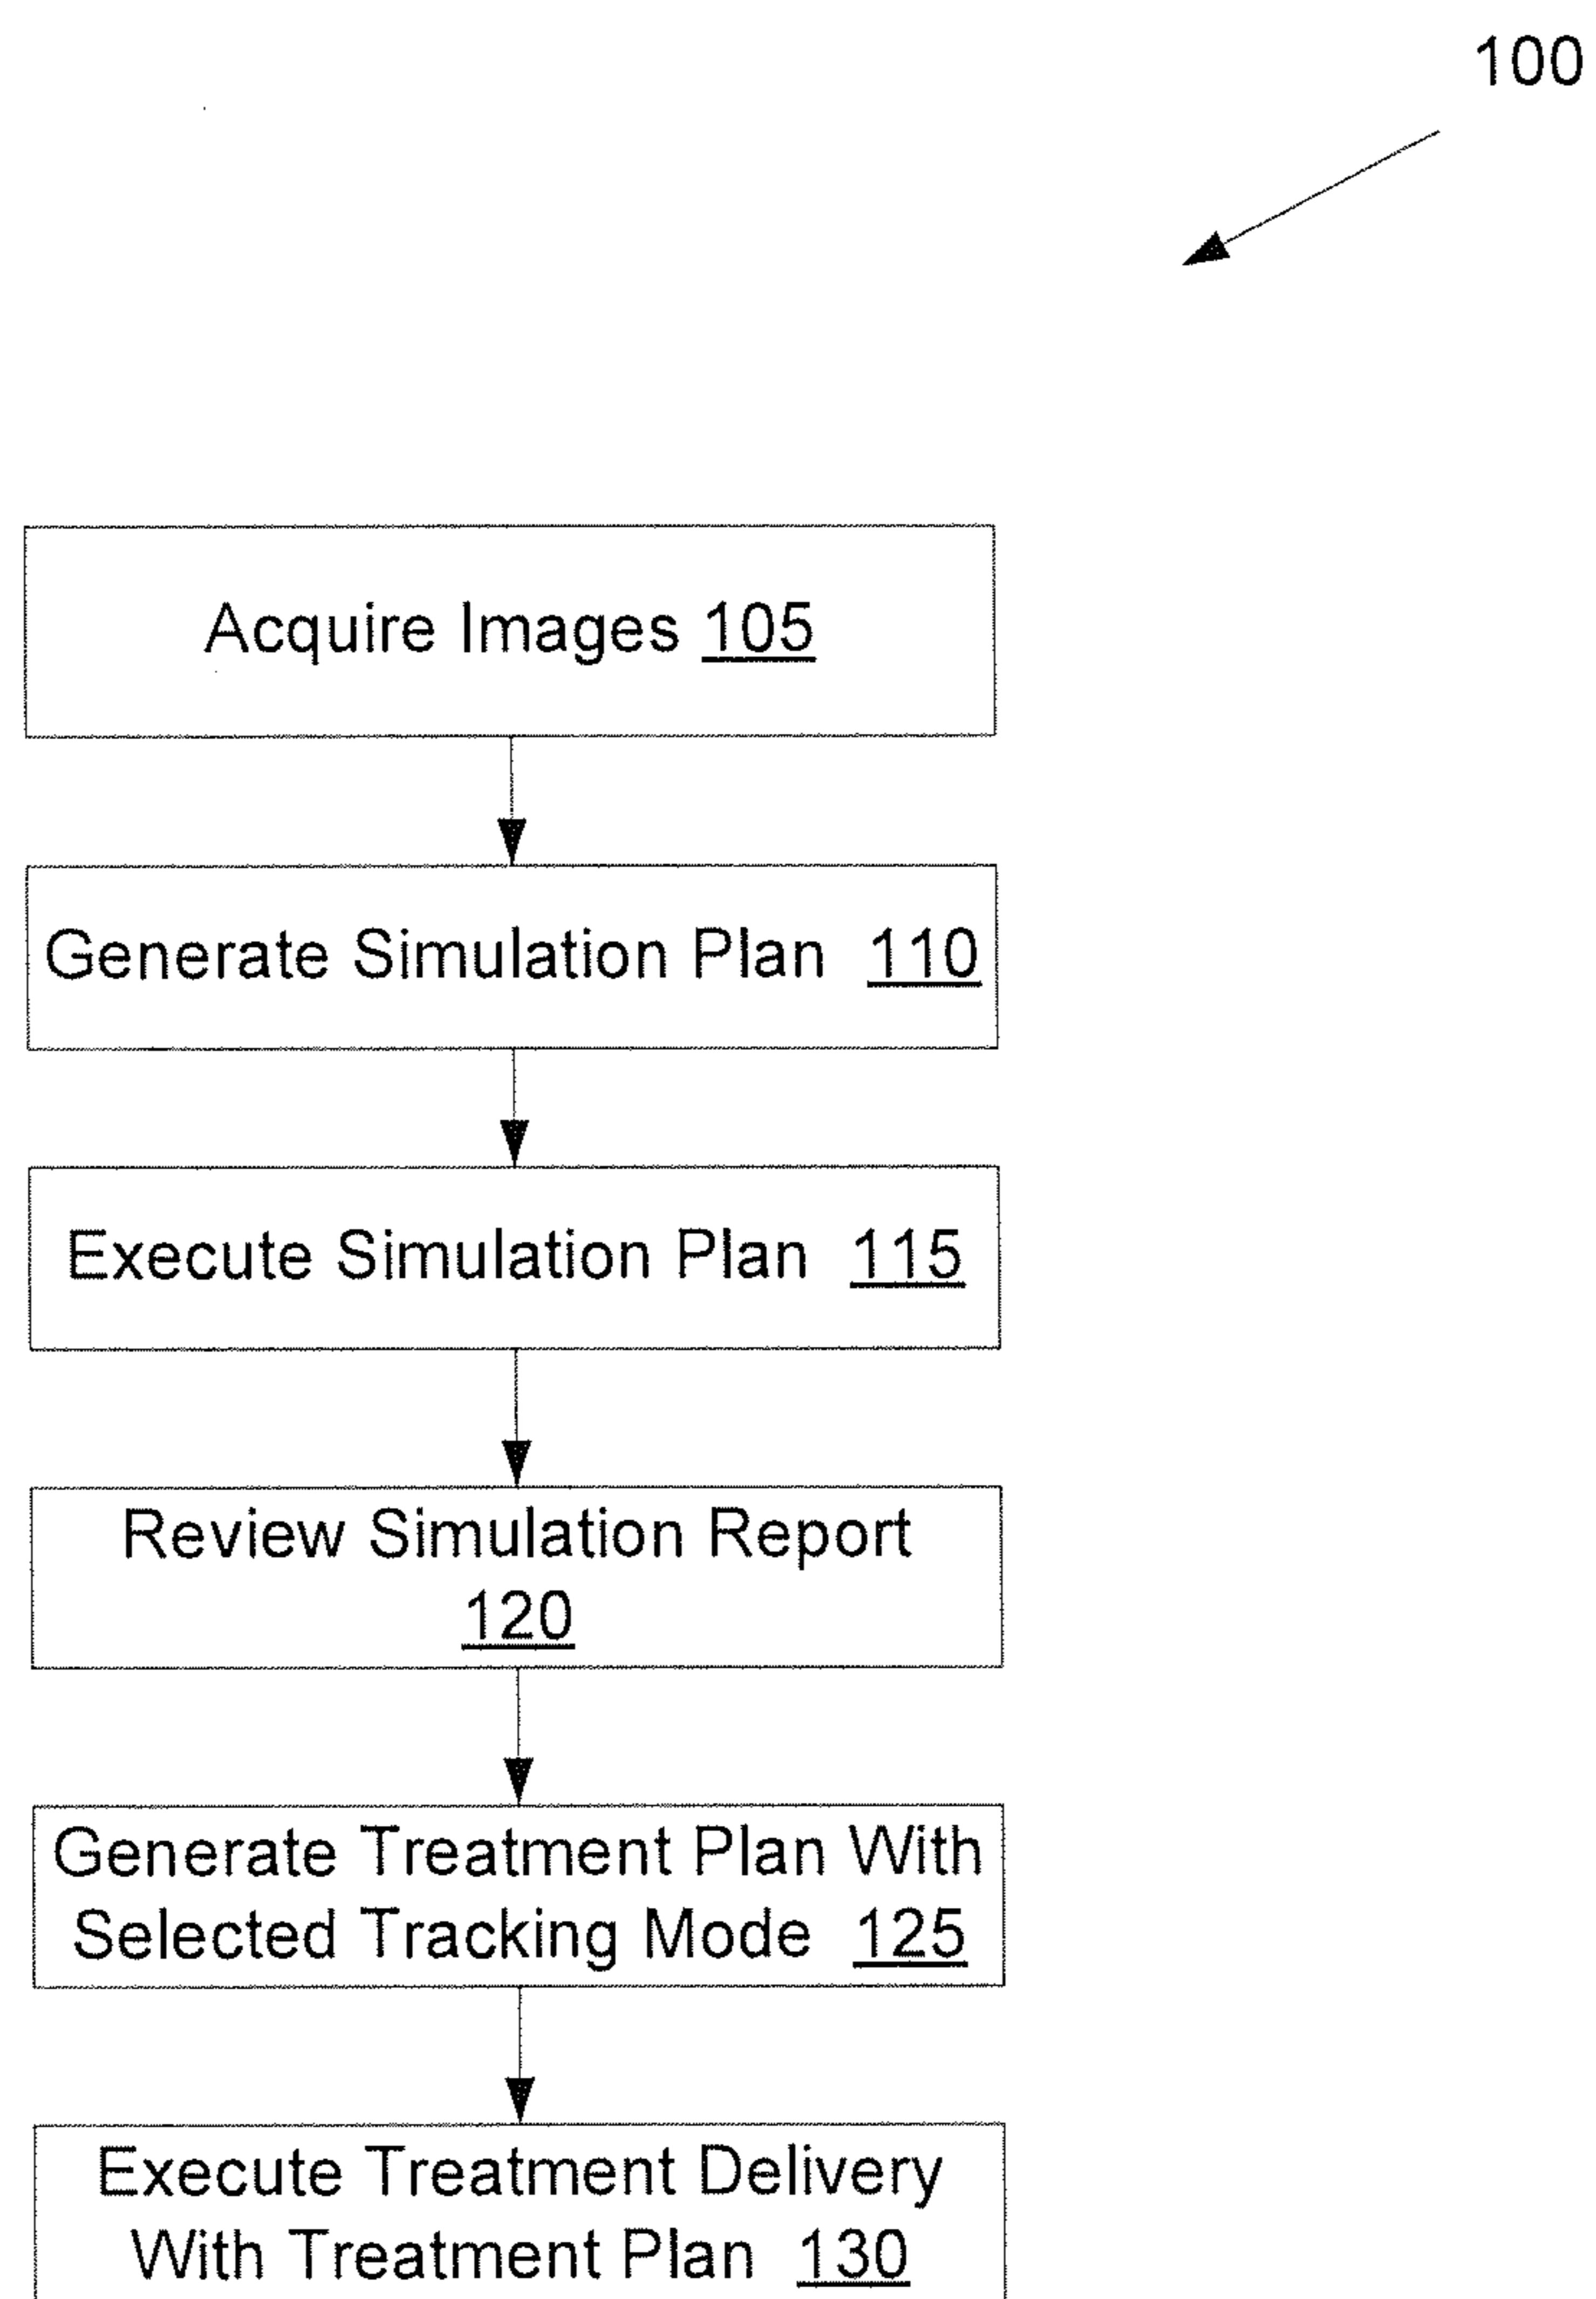 100
Acquire Images 105
Generate Simulation Plan 110
Execute Simulation Plan 115
Review Simulation Report
120
Generate Treatment Plan With
Selected Tracking Mode 125
Execute Treatment Delivery
With Treatment Plan 130